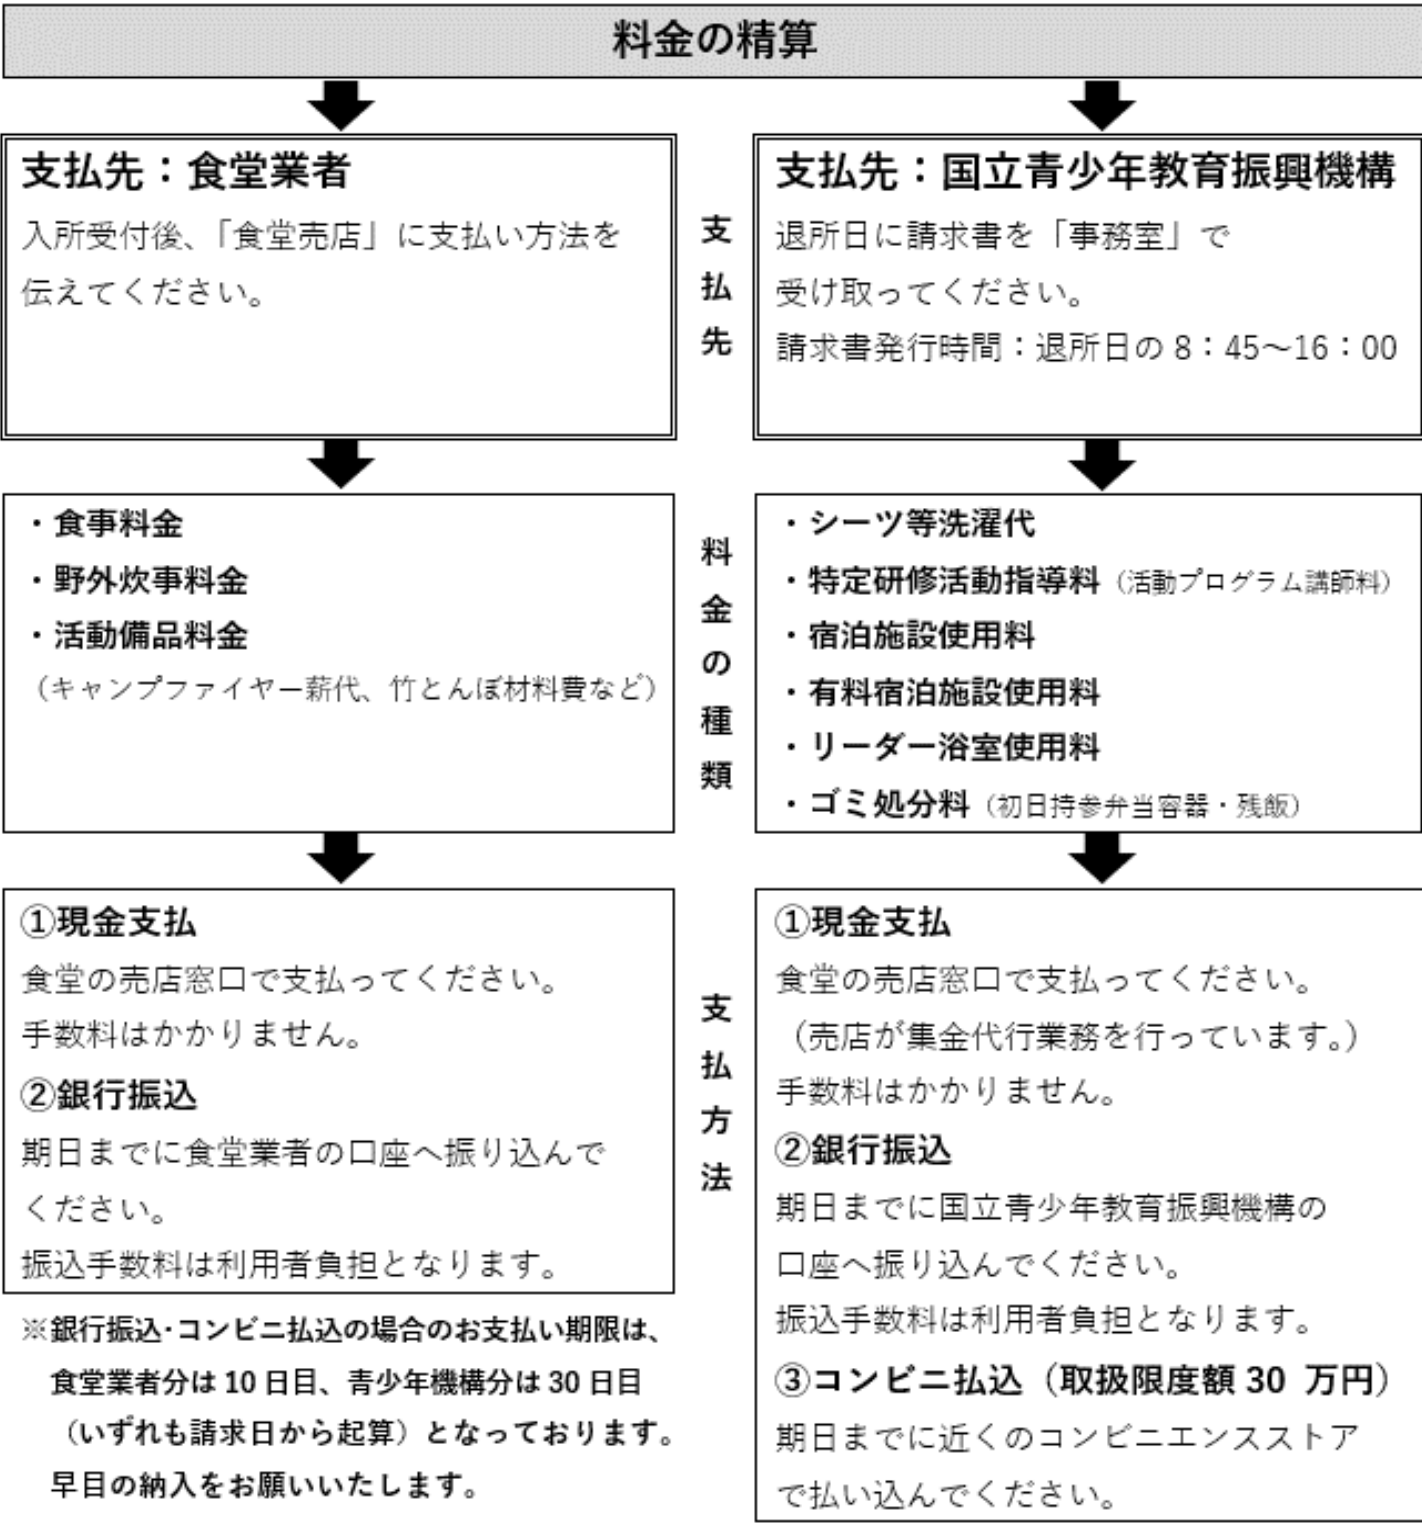 料金の精算
支払先：食堂業者
入所受付後、「食堂売店」に支払い方法を
伝えてください。
支払先
支払先：国立青少年教育振興機構
退所日に請求書を「事務室」で
受け取ってください。
請求書発行時間：退所日の 8：45～16：00
・食事料金
・野外炊事料金
・活動備品料金
（キャンプファイヤー薪代、竹とんぼ材料費など）
料金の種類
・シーツ等洗濯代
・特定研修活動指導料（活動プログラム講師料）
・宿泊施設使用料
・有料宿泊施設使用料
・リーダー浴室使用料
・ゴミ処分料（初日持参弁当容器・残飯）
①現金支払
食堂の売店窓口で支払ってください。
手数料はかかりません。
②銀行振込
期日までに食堂業者の口座へ振り込んで
ください。
振込手数料は利用者負担となります。
※銀行振込･コンビニ払込の場合のお支払い期限は、
食堂業者分は 10 日目、青少年機構分は 30 日目
（いずれも請求日から起算）となっております。
早目の納入をお願いいたします。
支払方法
①現金支払
食堂の売店窓口で支払ってください。
（売店が集金代行業務を行っています。）
手数料はかかりません。
②銀行振込
期日までに国立青少年教育振興機構の
口座へ振り込んでください。
振込手数料は利用者負担となります。
③コンビニ払込（取扱限度額 30 万円）
期日までに近くのコンビニエンスストア
で払い込んでください。